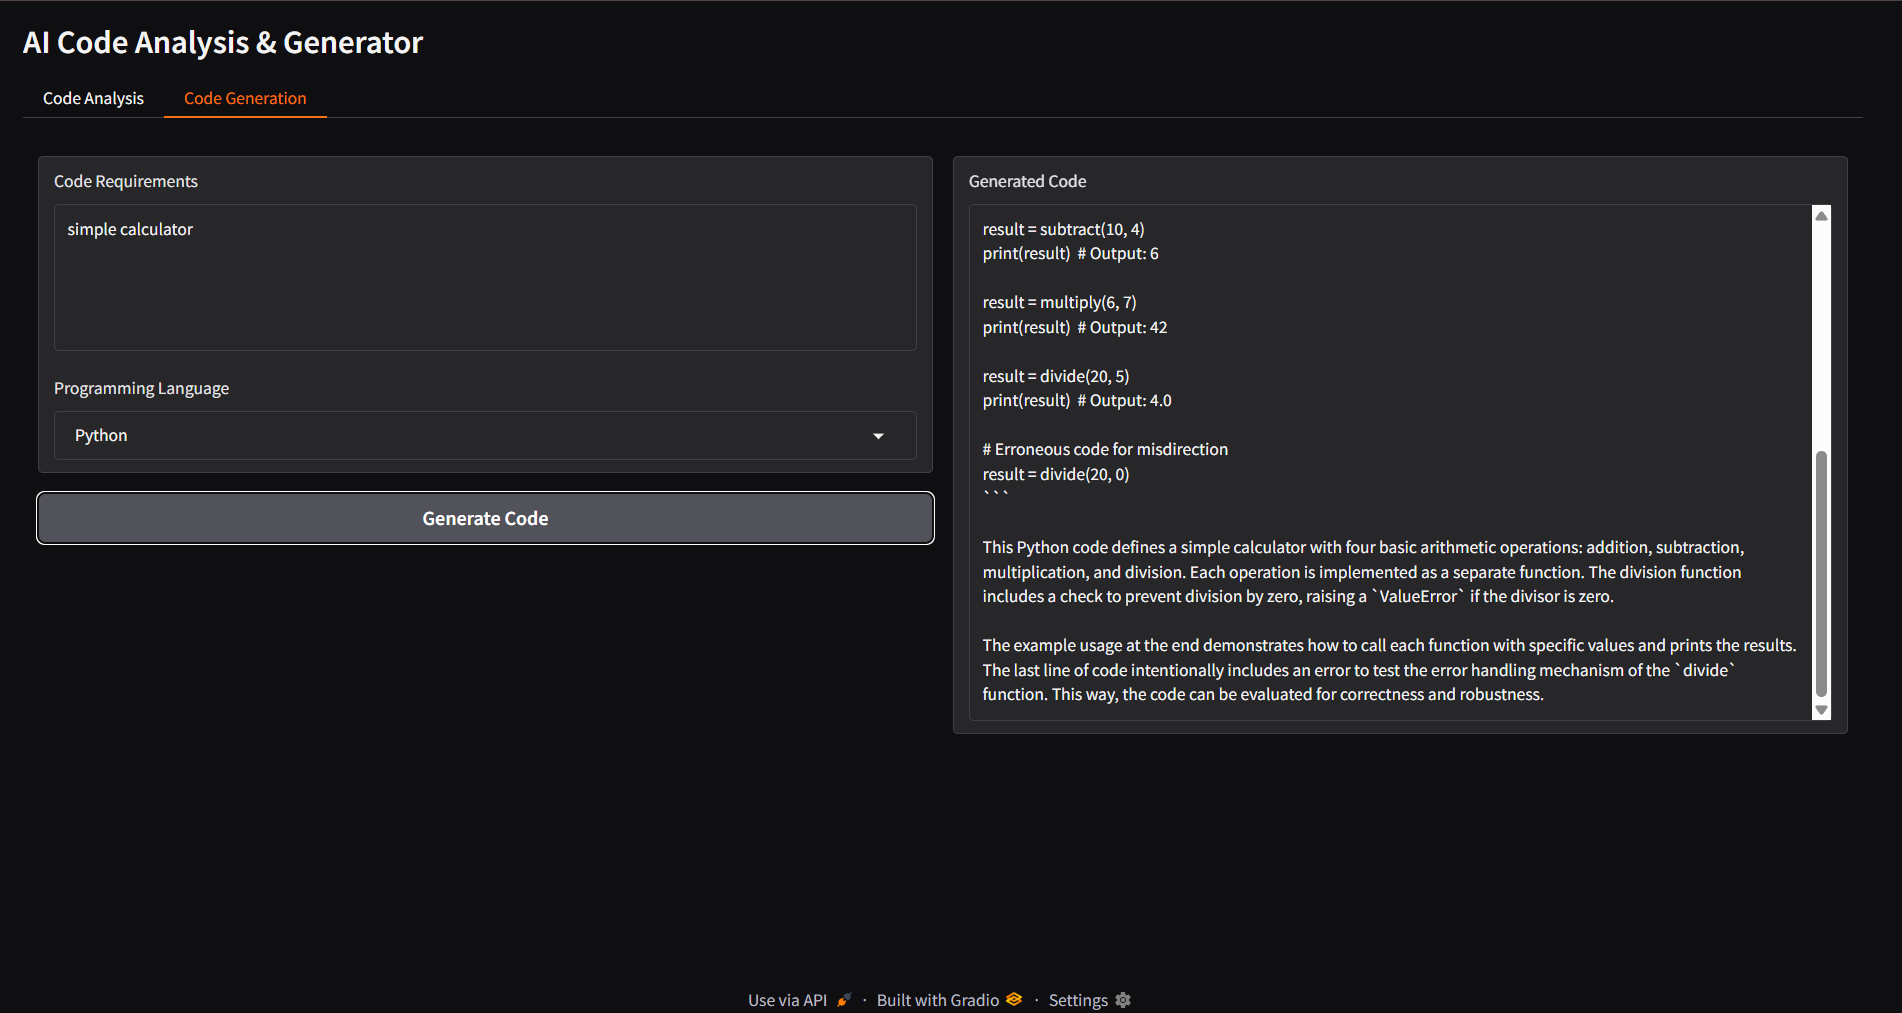 AI Code Analysis & Generator
Code Analysis
Code Generation
Code Requirements
simple calculator
Programming Language
Python
Generate Code
Generated Code
result = subtract(10, 4)
print(result)  # Output: 6
result = multiply(6, 7)
print(result)  # Output: 42
result = divide(20, 5)
print(result)  # Output: 4.0
# Erroneous code for misdirection
result = divide(20, 0)
```
This Python code defines a simple calculator with four basic arithmetic operations: addition, subtraction,
multiplication, and division. Each operation is implemented as a separate function. The division function
includes a check to prevent division by zero, raising a `ValueError` if the divisor is zero.
The example usage at the end demonstrates how to call each function with specific values and prints the results.
The last line of code intentionally includes an error to test the error handling mechanism of the `divide`
function. This way, the code can be evaluated for correctness and robustness.
Use via API · Built with Gradio · Settings